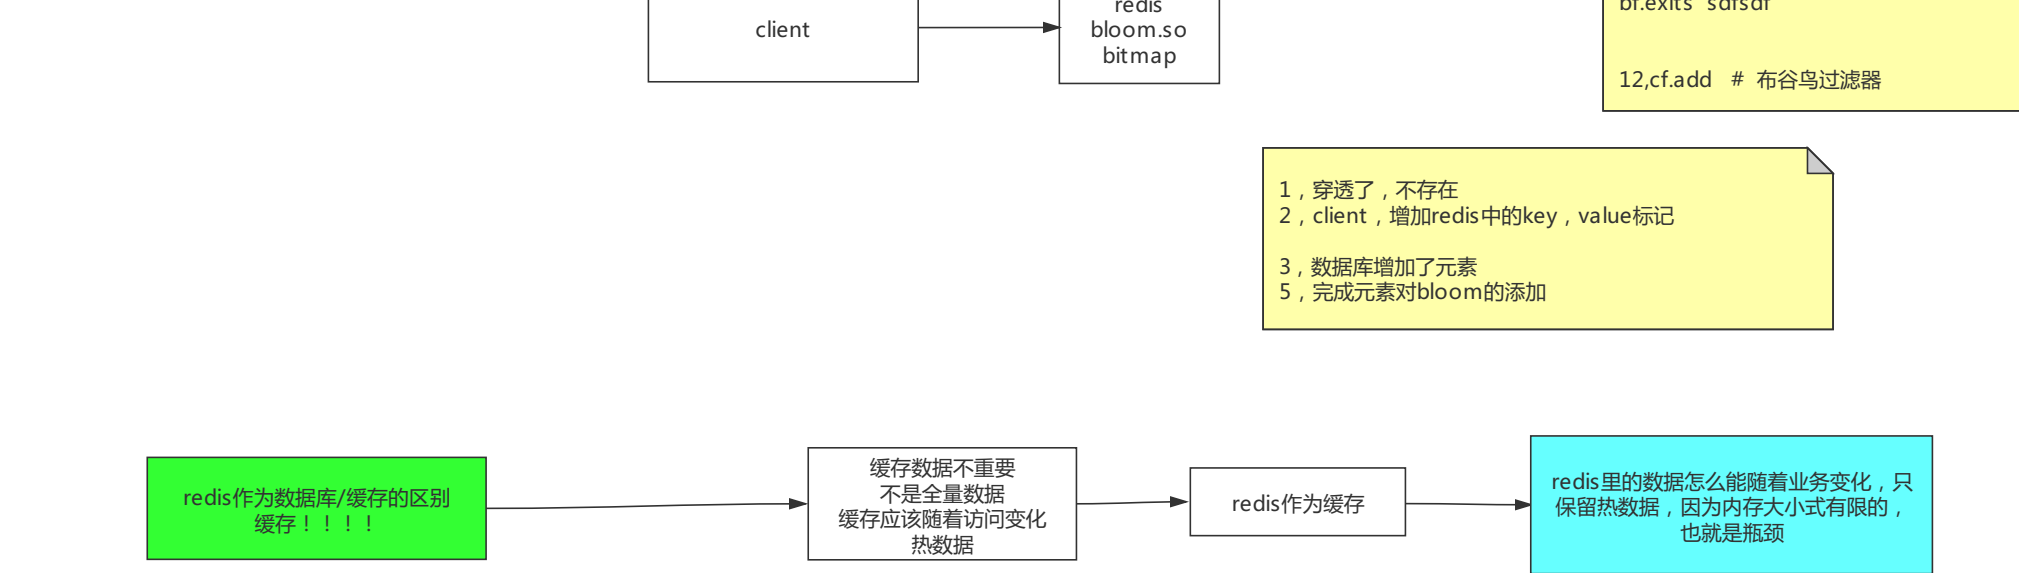 client
redis
bloom.so
bitmap
bf.exits  sdfsdf
12,cf.add   #  布谷鸟过滤器
1，穿透了，不存在
2，client，增加redis中的key，value标记
3，数据库增加了元素
5，完成元素对bloom的添加
redis作为数据库/缓存的区别
缓存！！！！
缓存数据不重要
不是全量数据
缓存应该随着访问变化
热数据
redis作为缓存
redis里的数据怎么能随着业务变化，只
保留热数据，因为内存大小式有限的，
也就是瓶颈